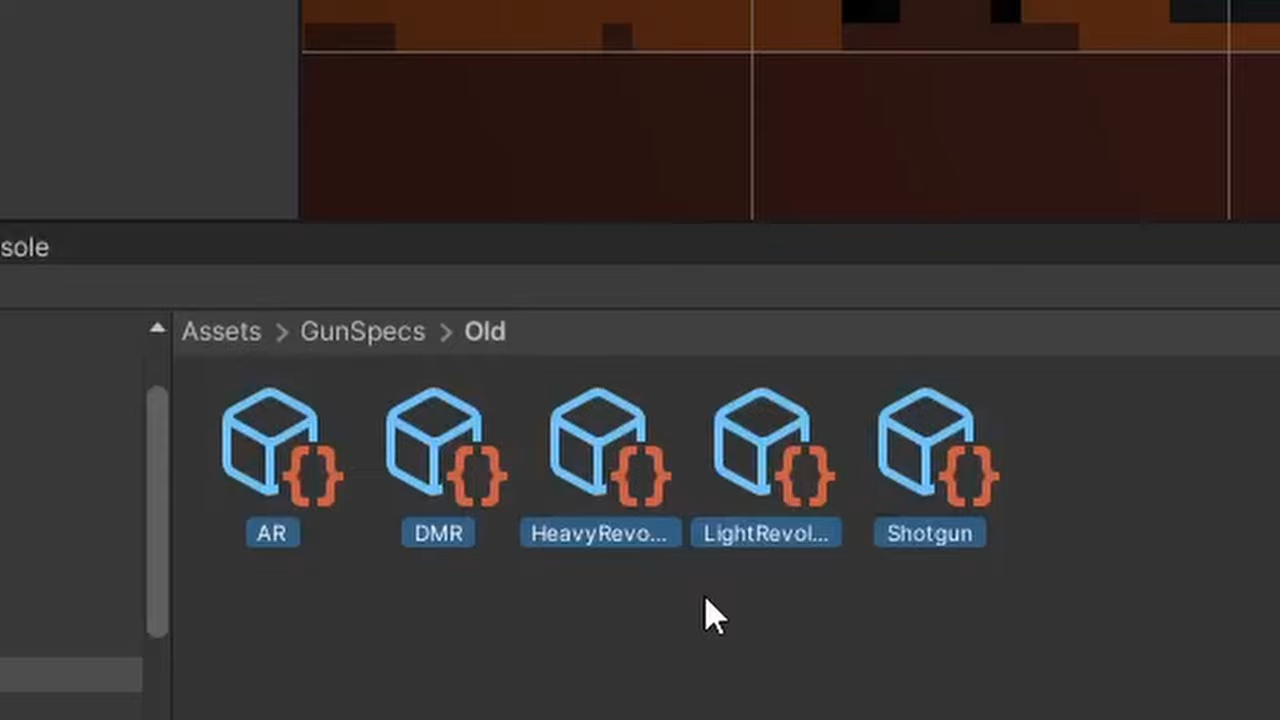 sole
Assets > GunSpecs > Old
AR
DMR
HeavyRevo...
LightRevol...
Shotgun